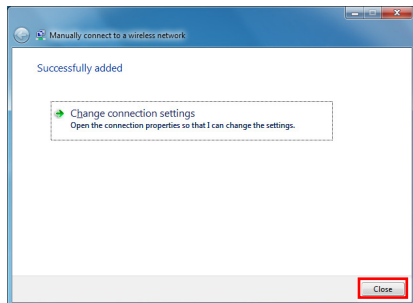 Manually connect to a wireless network
Successfully added
Change connection settings
Open the connection properties so that I can change the settings.
Close